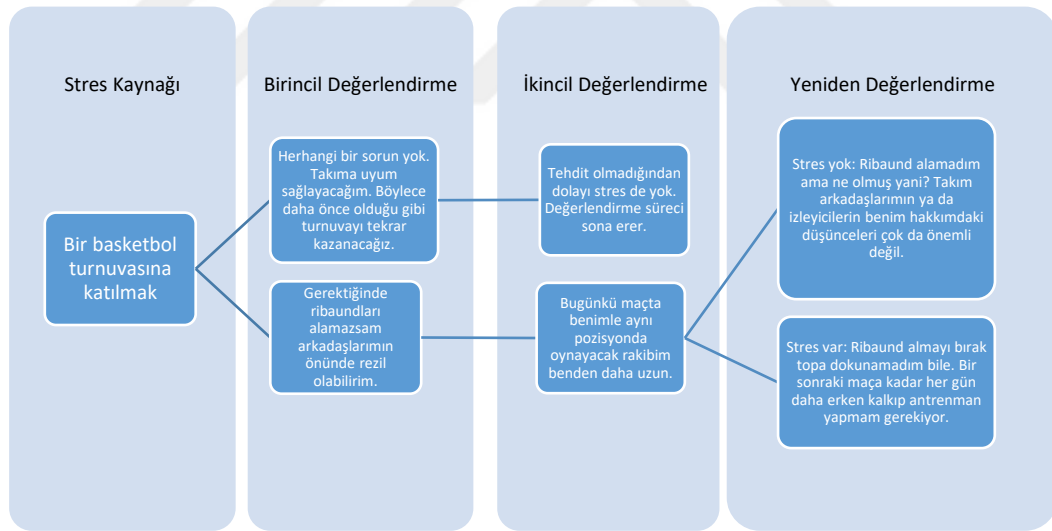 Stres Kaynağı
Birincil Değerlendirme
İkincil Değerlendirme
Yeniden Değerlendirme
Bir basketbol
turnuvasına
katılmak
Herhangi bir sorun yok.
Takıma uyum
sağlayacağım. Böylece
daha önce olduğu gibi
turnuvayı tekrar
kazanacağız.
Gerektiğinde
ribaundları
alamazsam
arkadaşlarımın
önünde rezil
olabilirim.
Tehdit olmadığından
dolayı stres de yok.
Değerlendirme süreci
sona erer.
Bugünkü maçta
benimle aynı
pozisyonda
oynayacak rakibim
benden daha uzun.
Stres yok: Ribaund alamadım
ama ne olmuş yani? Takım
arkadaşlarımın ya da
izleyicilerin benim hakkımdaki
düşünceleri çok da önemli
değil.
Stres var: Ribaund almayı bırak
topa dokunamadım bile. Bir
sonraki maça kadar her gün
daha erken kalkıp antrenman
yapmam gerekiyor.